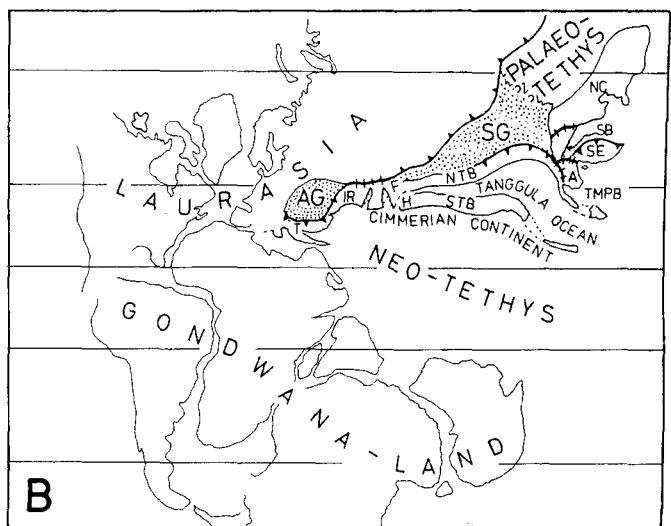 PALAEO-
TETHYS
NC
SB
SE
A
SG
NTB
TANGGULA OCEAN
TMPB
LAURASIA
AG
IR
F
H
STB
CIMMERIAN CONTINENT
T
NEO-TETHYS
GONDWANA-LAND
B